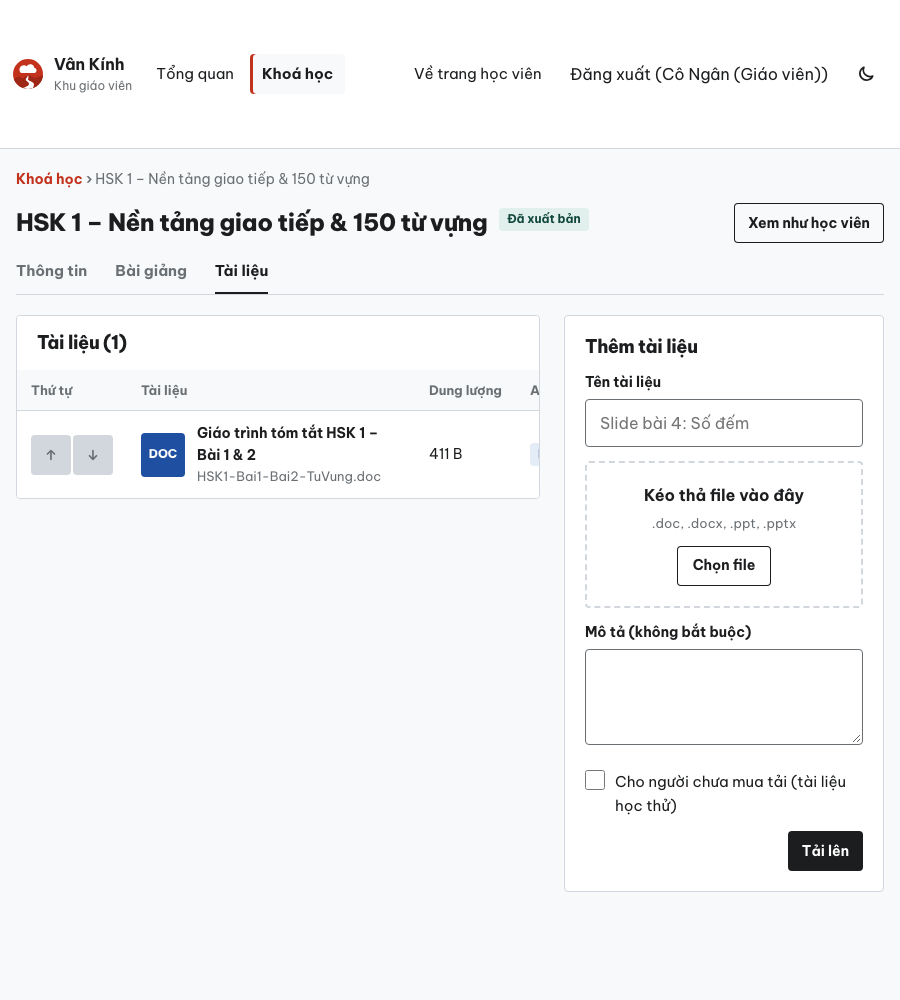 Vân Kính
Khu giáo viên
Tổng quan
Khoá học
Về trang học viên
Đăng xuất (Cô Ngân (Giáo viên))
Khoá học › HSK 1 – Nền tảng giao tiếp & 150 từ vựng
HSK 1 – Nền tảng giao tiếp & 150 từ vựng
Đã xuất bản
Xem như học viên
Thông tin
Bài giảng
Tài liệu
Tài liệu (1)
Thứ tự
Tài liệu
Dung lượng
A
↑
↓
DOC
Giáo trình tóm tắt HSK 1 –
Bài 1 & 2
HSK1-Bai1-Bai2-TuVung.doc
411 B
Thêm tài liệu
Tên tài liệu
Slide bài 4: Số đếm
Kéo thả file vào đây
.doc, .docx, .ppt, .pptx
Chọn file
Mô tả (không bắt buộc)
Cho người chưa mua tải (tài liệu
học thử)
Tải lên